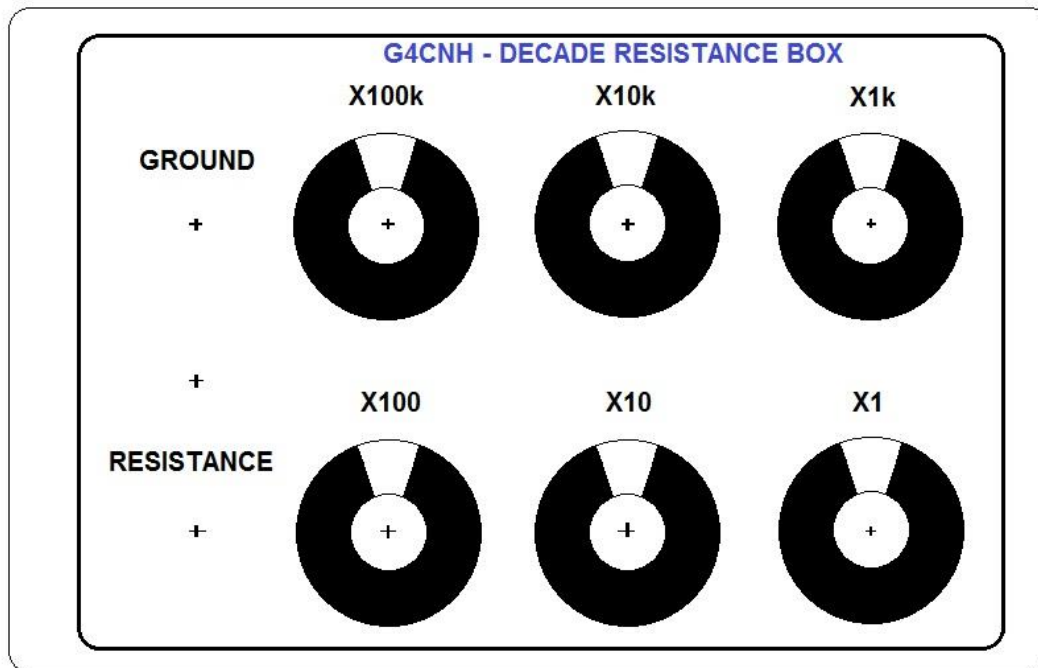 G4CNH - DECADE RESISTANCE BOX
X100k X10k X1k
GROUND
X100 X10 X1
RESISTANCE